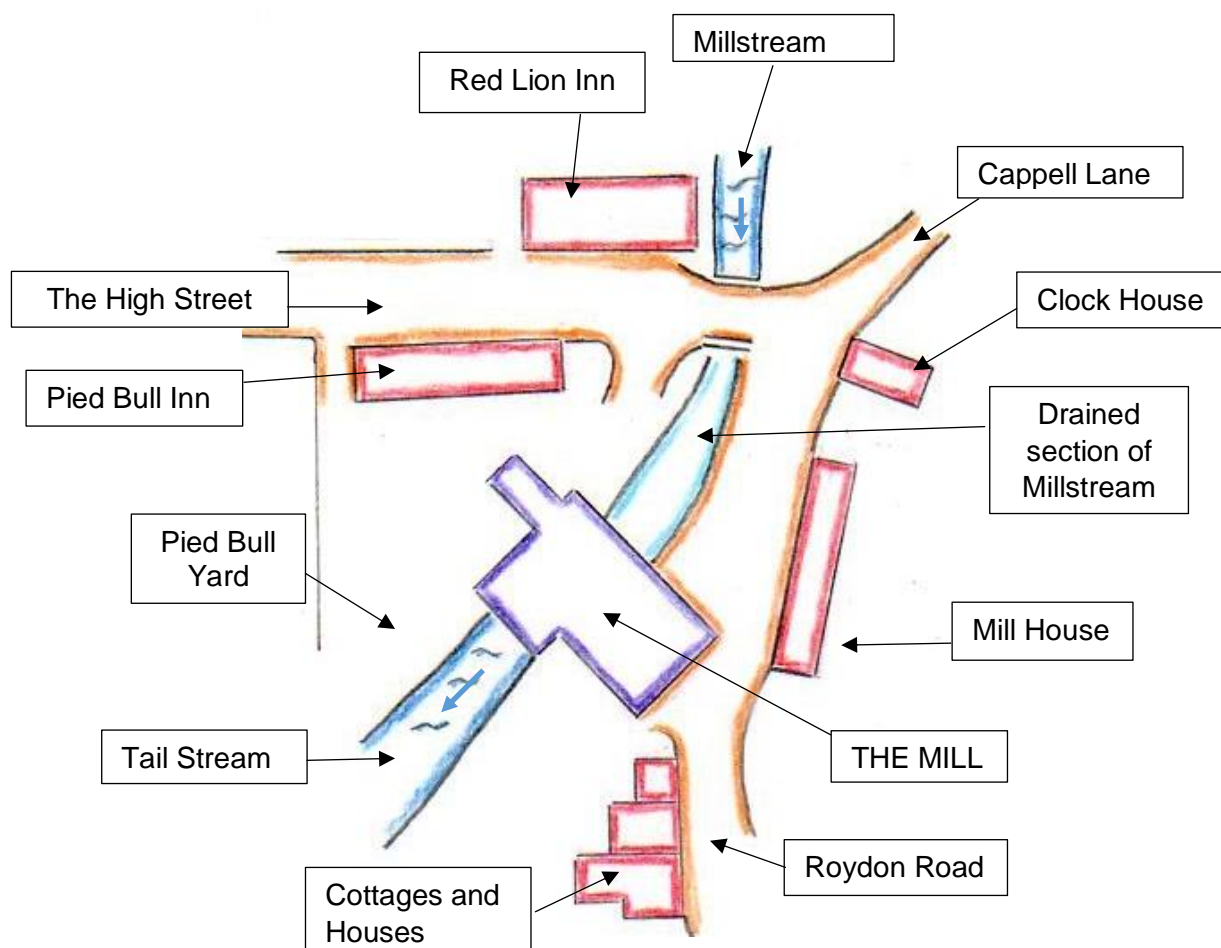 Millstream
Red Lion Inn
Cappell Lane
The High Street
Clock House
Pied Bull Inn
Drained
section of
Millstream
Pied Bull
Yard
Mill House
Tail Stream
THE MILL
Roydon Road
Cottages and
Houses